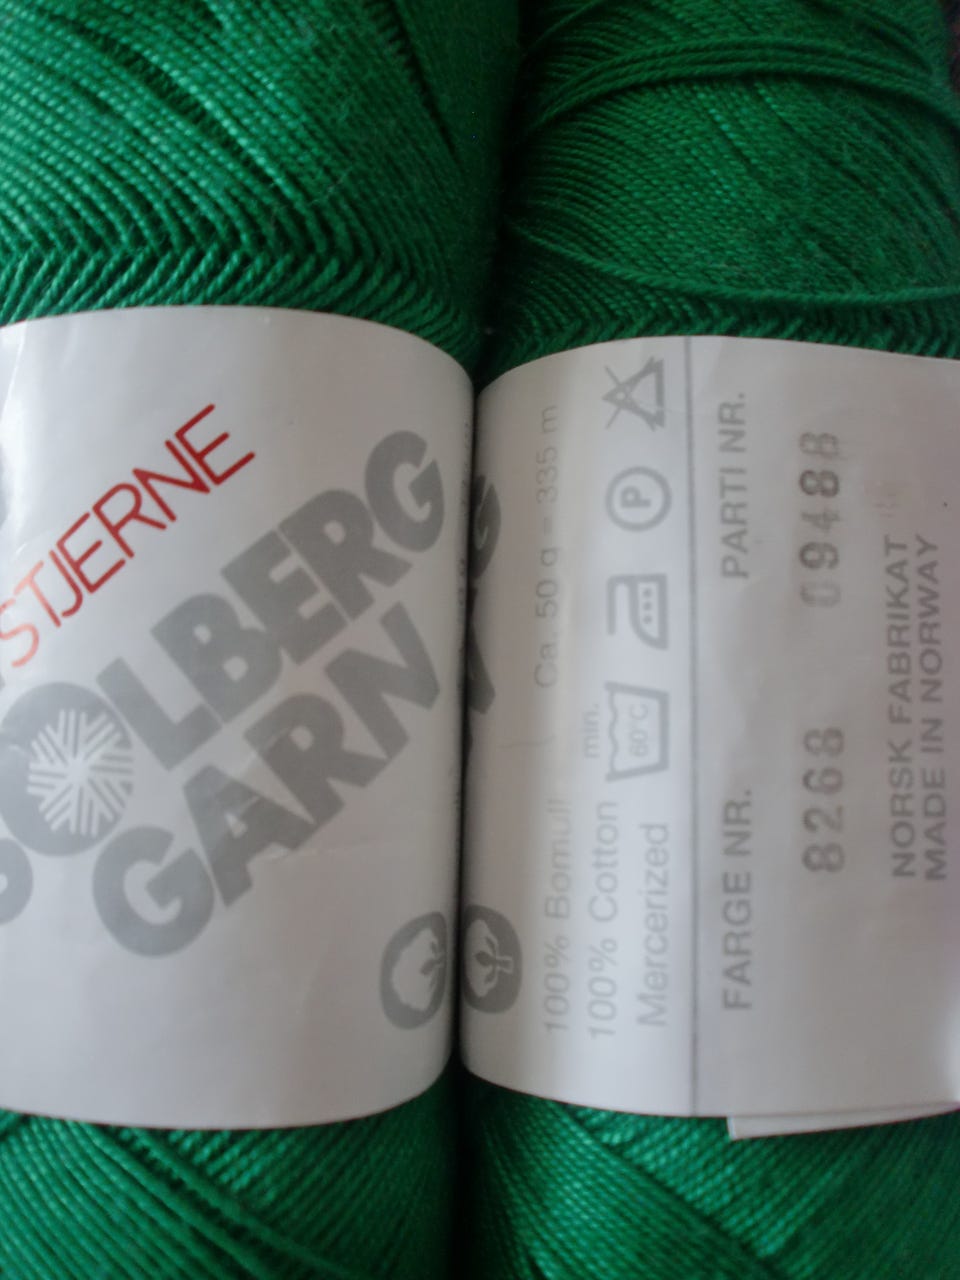 STJERNE
SOLBERG
GARN
100% Bomull Ca. 50 g = 335 m
100% Cotton min.
Mercerized 60°C P
FARGE NR. PARTI NR.
8268 09488
NORSK FABRIKAT
MADE IN NORWAY